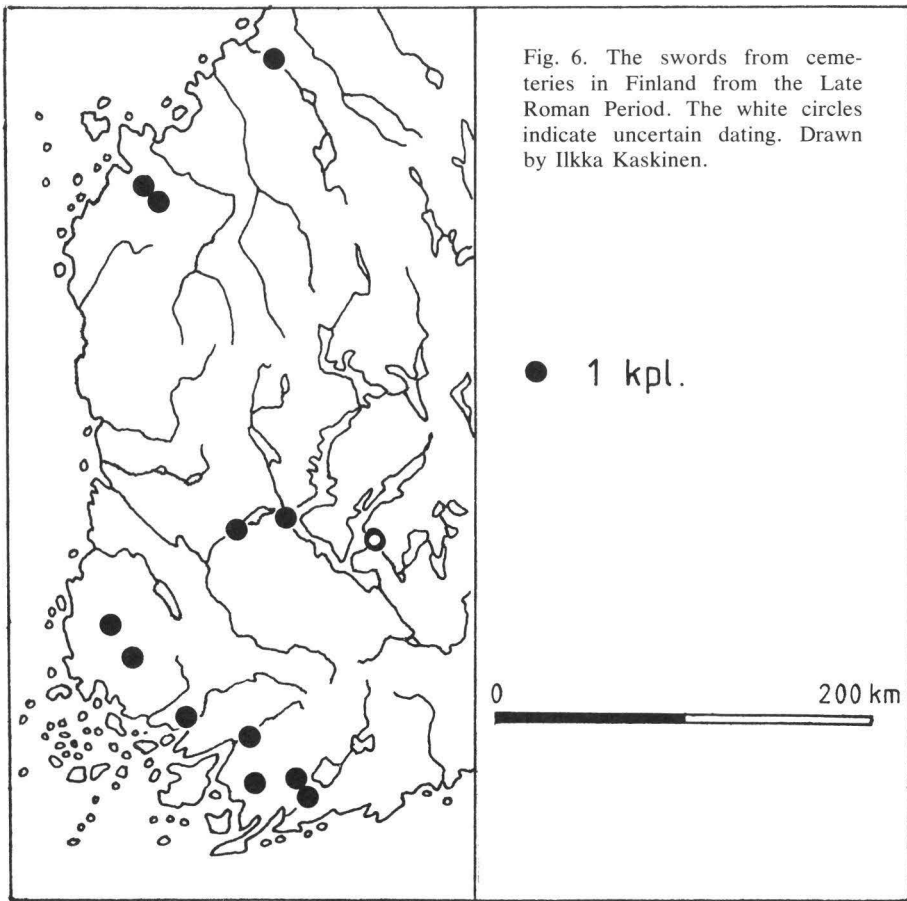 Fig. 6. The swords from ceme-
teries in Finland from the Late
Roman Period. The white circles
indicate uncertain dating. Drawn
by Ilkka Kaskinen.
1 kpl.
0 200 km